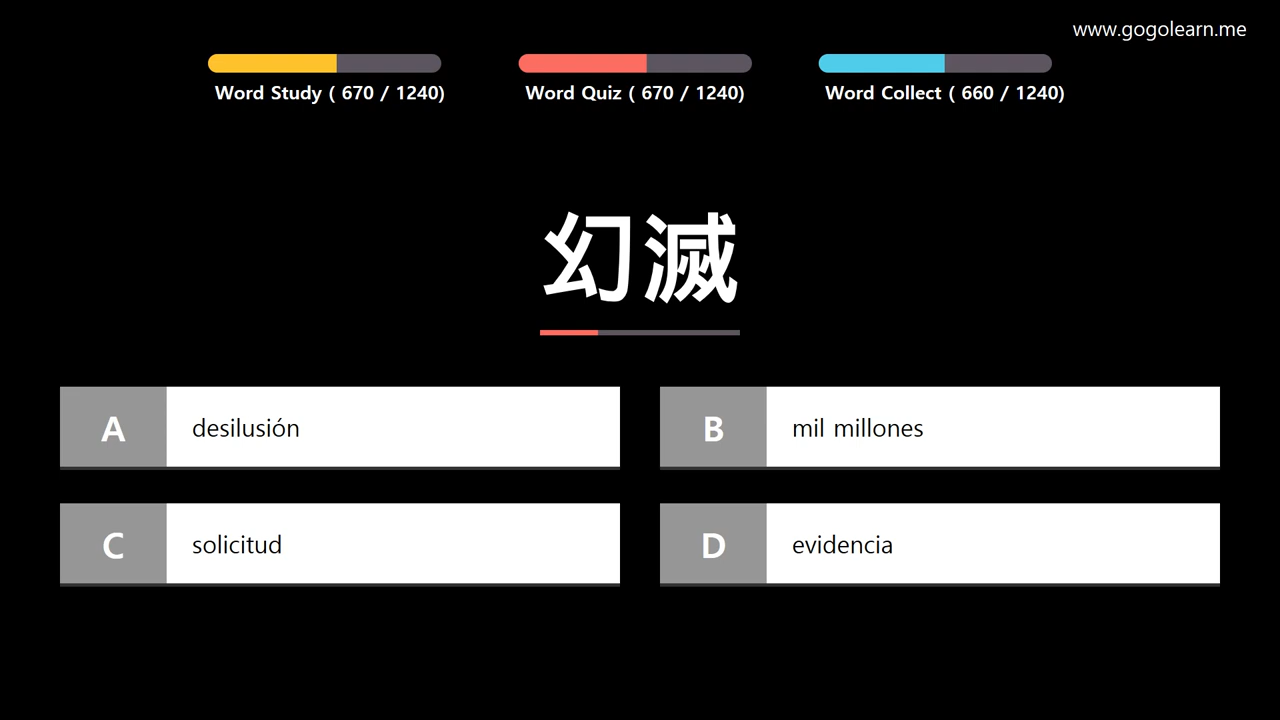 www.gogolearn.me
Word Study ( 670 / 1240)
Word Quiz ( 670 / 1240)
Word Collect ( 660 / 1240)
幻滅
A desilusión
B mil millones
C solicitud
D evidencia